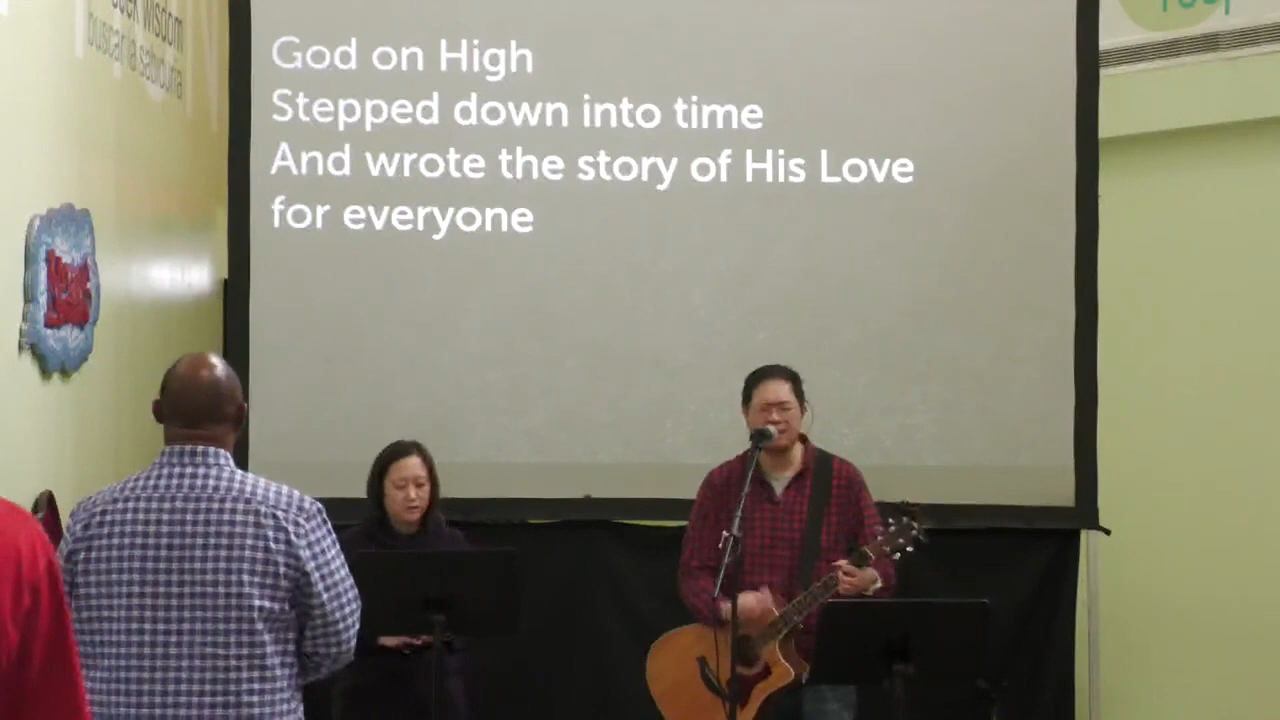 seek wisdom
buscar la sabiduría
God on High
Stepped down into time
And wrote the story of His Love
for everyone